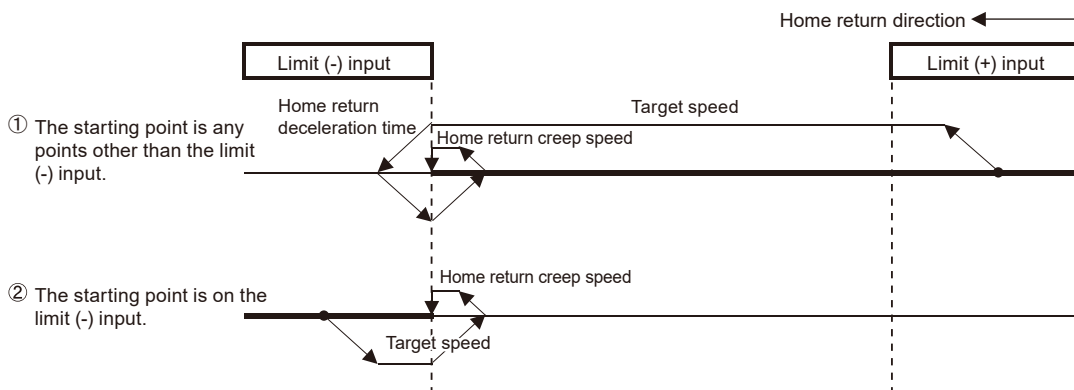 Home return direction
Limit (-) input
Limit (+) input
① The starting point is any
points other than the limit
(-) input.
Home return
deceleration time
Target speed
Home return creep speed
② The starting point is on the
limit (-) input.
Home return creep speed
Target speed